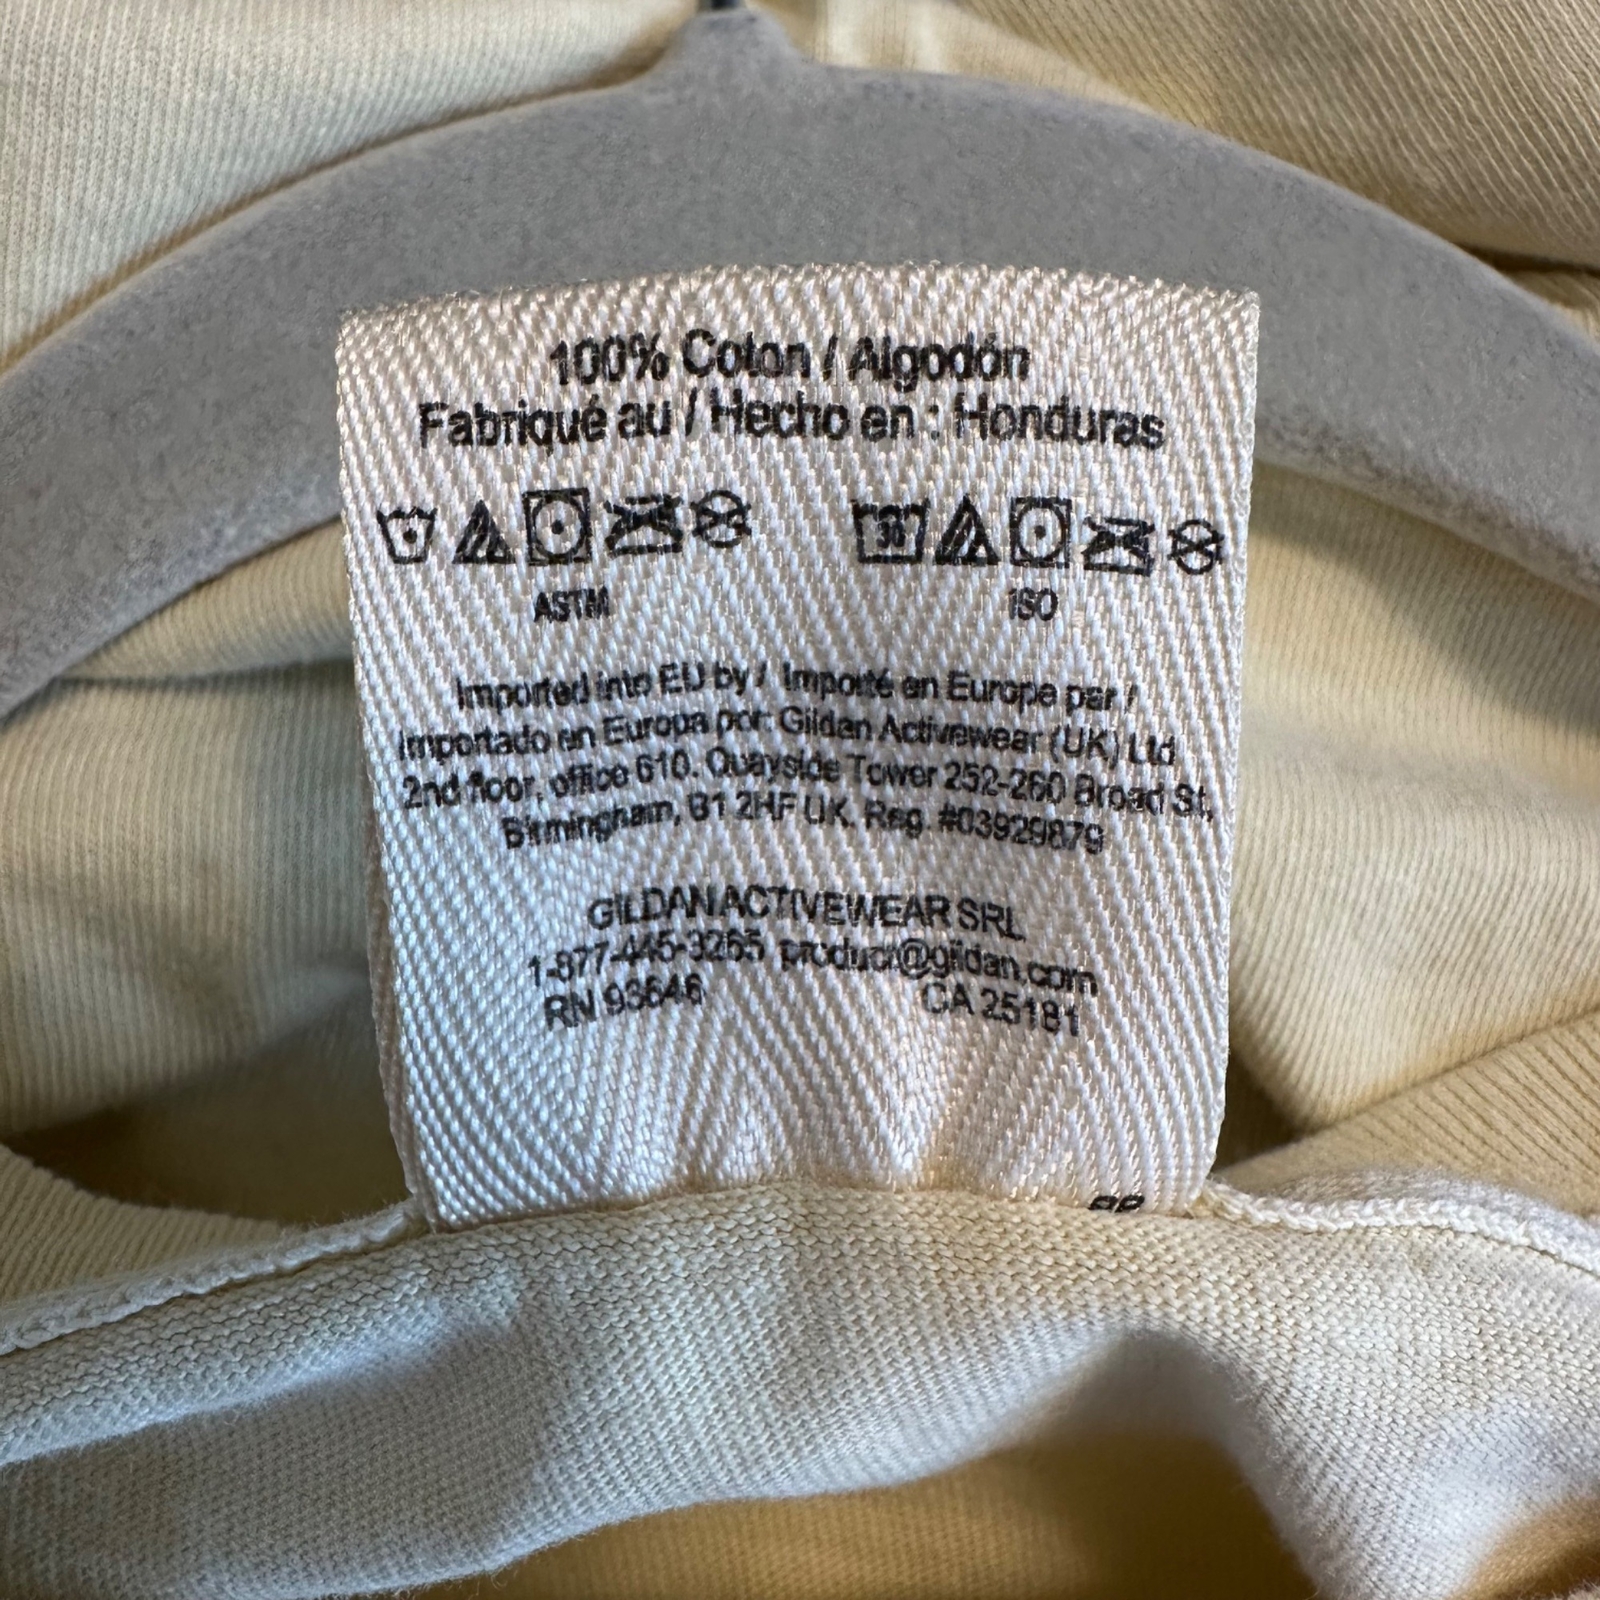 100% Coton / Algodón
Fabriqué au / Hecho en : Honduras
30
ASTM
ISO
Imported into EU by / Importé en Europe par /
Importado en Europa por: Gildan Activewear (UK) Ltd
2nd floor, office 610. Quayside Tower 252-260 Broad St,
Birmingham, B1 2HF UK. Reg. #03929879
GILDAN ACTIVEWEAR SRL
1-877-445-3265 product@gildan.com
RN 93646 CA 25181